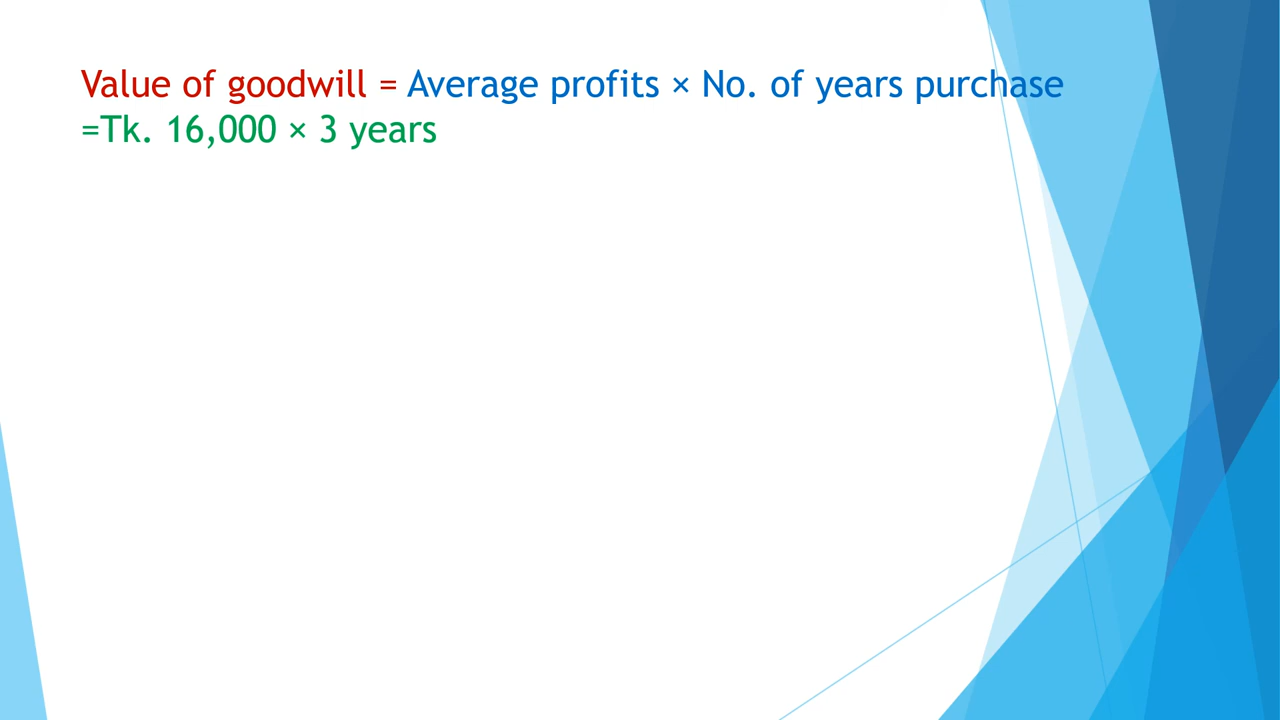 Value of goodwill = Average profits × No. of years purchase
=Tk. 16,000 × 3 years